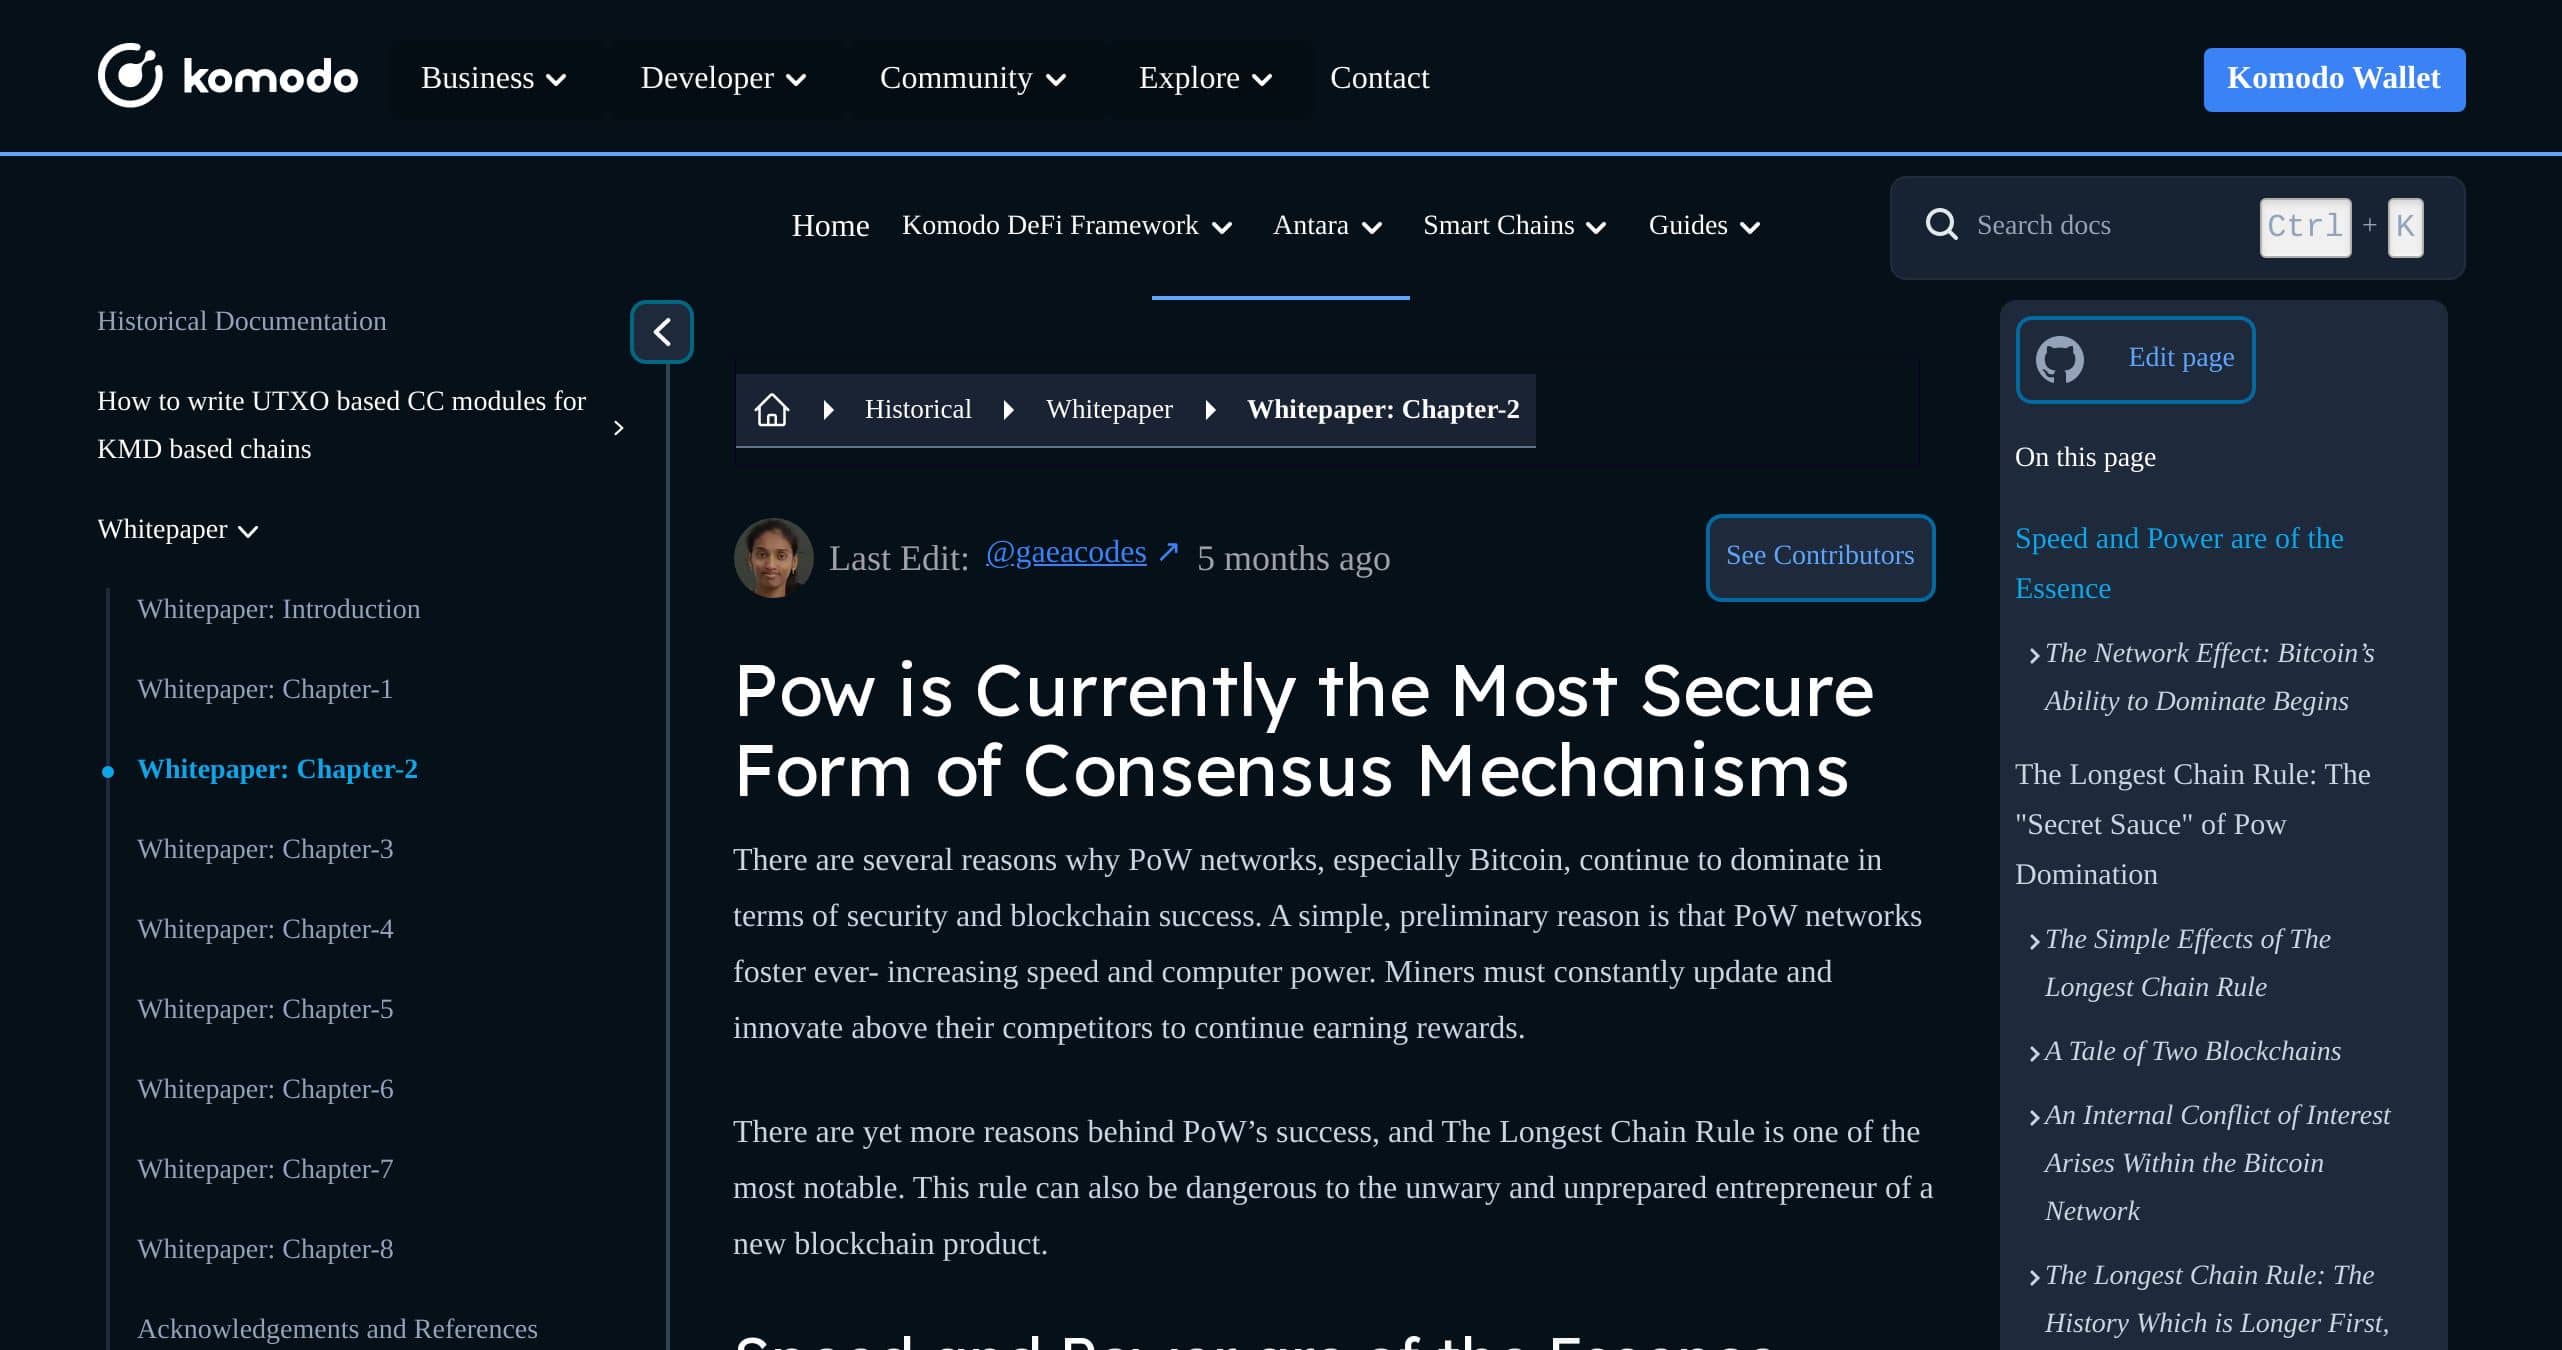 komodo
Business
Developer
Community
Explore
Contact
Komodo Wallet
Home
Komodo DeFi Framework
Antara
Smart Chains
Guides
Search docs
Ctrl + K
Historical Documentation
How to write UTXO based CC modules for
KMD based chains
Whitepaper
Whitepaper: Introduction
Whitepaper: Chapter-1
Whitepaper: Chapter-2
Whitepaper: Chapter-3
Whitepaper: Chapter-4
Whitepaper: Chapter-5
Whitepaper: Chapter-6
Whitepaper: Chapter-7
Whitepaper: Chapter-8
Acknowledgements and References
Historical
Whitepaper
Whitepaper: Chapter-2
Last Edit: @gaeacodes ↗ 5 months ago
See Contributors
Pow is Currently the Most Secure
Form of Consensus Mechanisms
There are several reasons why PoW networks, especially Bitcoin, continue to dominate in
terms of security and blockchain success. A simple, preliminary reason is that PoW networks
foster ever- increasing speed and computer power. Miners must constantly update and
innovate above their competitors to continue earning rewards.
There are yet more reasons behind PoW’s success, and The Longest Chain Rule is one of the
most notable. This rule can also be dangerous to the unwary and unprepared entrepreneur of a
new blockchain product.
Speed and Power are of the Essence
Edit page
On this page
Speed and Power are of the
Essence
The Network Effect: Bitcoin’s
Ability to Dominate Begins
The Longest Chain Rule: The
"Secret Sauce" of Pow
Domination
The Simple Effects of The
Longest Chain Rule
A Tale of Two Blockchains
An Internal Conflict of Interest
Arises Within the Bitcoin
Network
The Longest Chain Rule: The
History Which is Longer First,